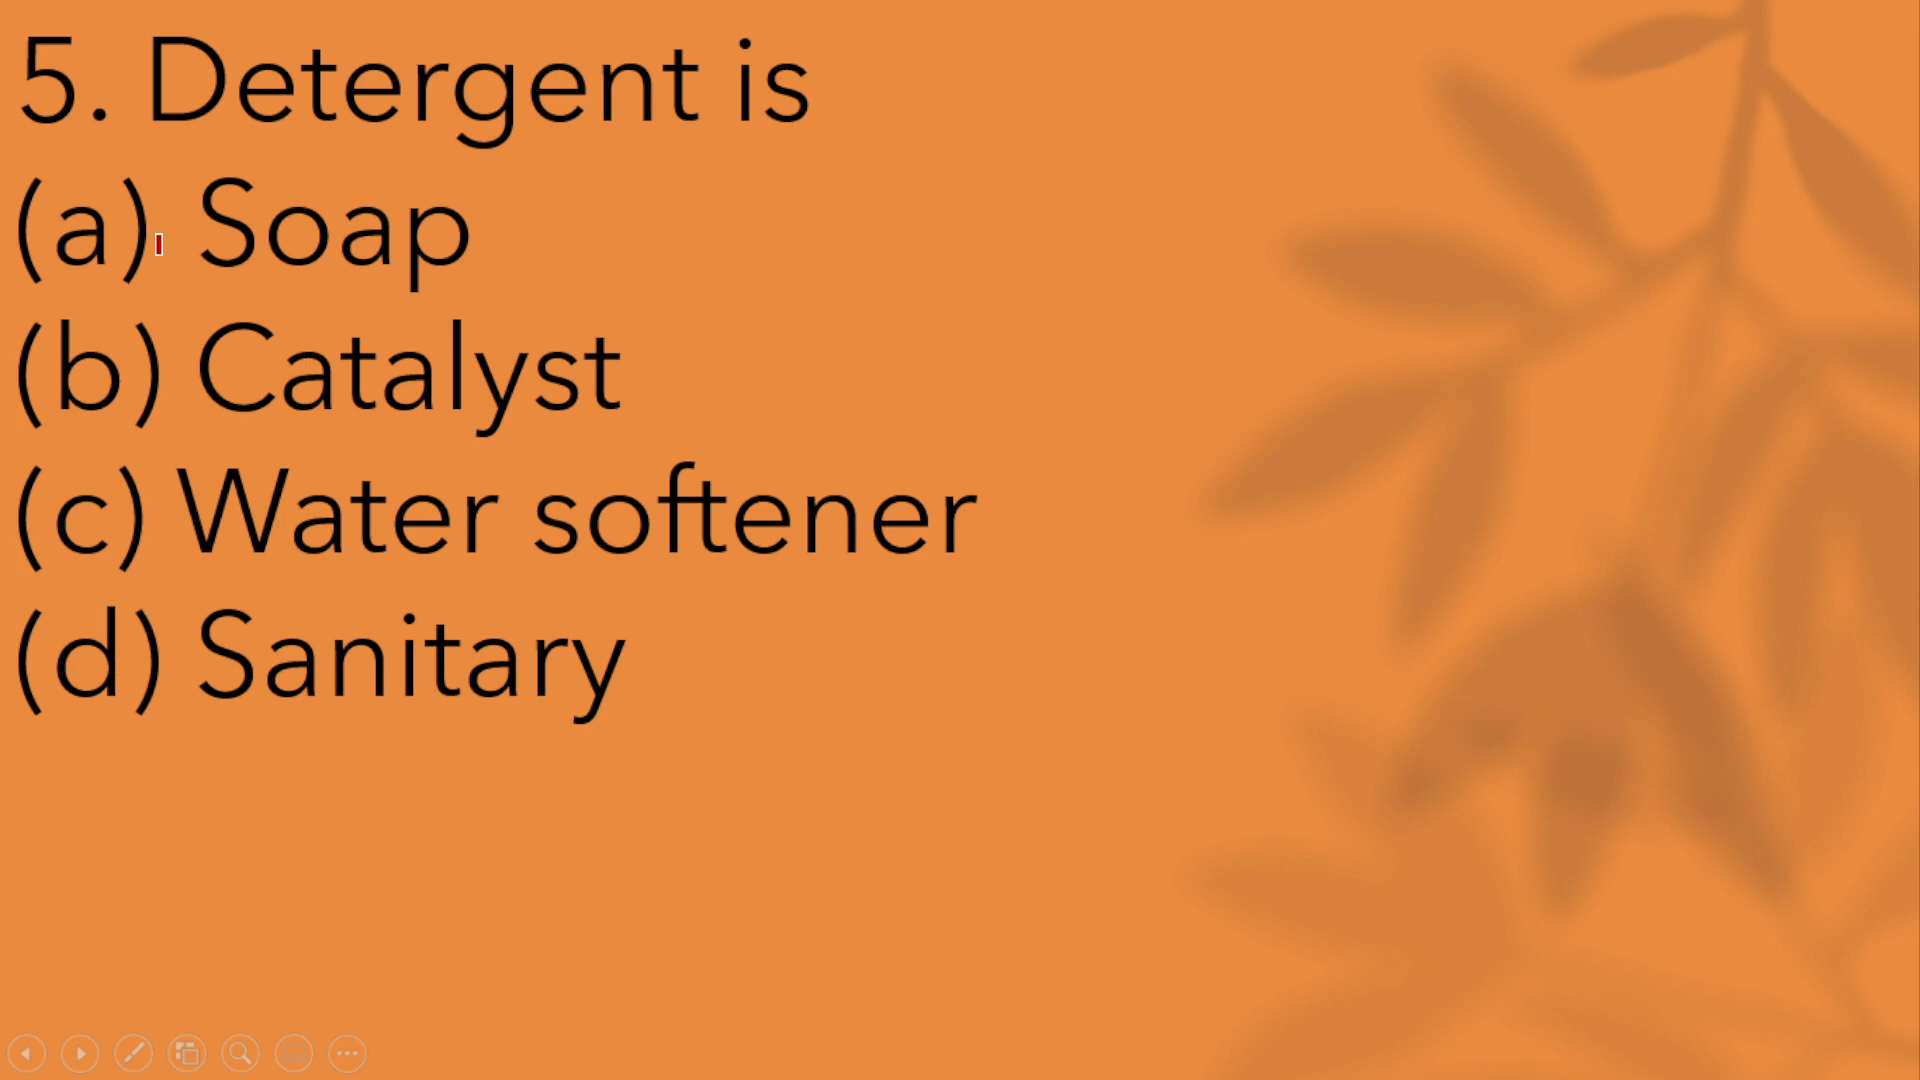 5. Detergent is
(a) Soap
(b) Catalyst
(c) Water softener
(d) Sanitary